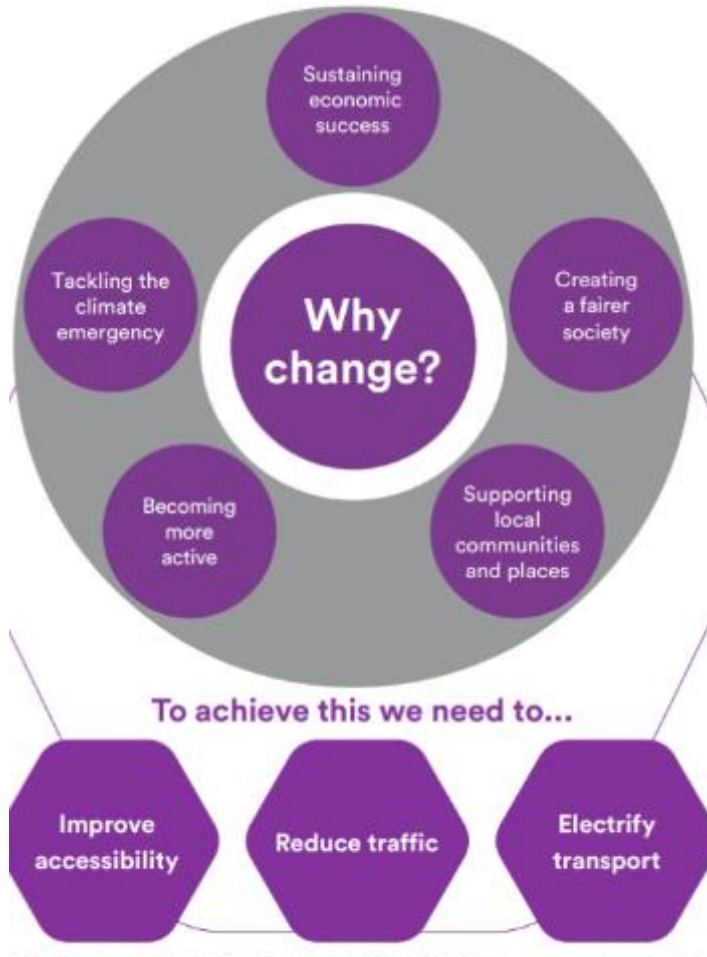 Sustaining
economic
success
Tackling the
climate
emergency
Why
change?
Creating
a fairer
society
Becoming
more
active
Supporting
local
communities
and places
To achieve this we need to...
Improve
accessibility
Reduce traffic
Electrify
transport